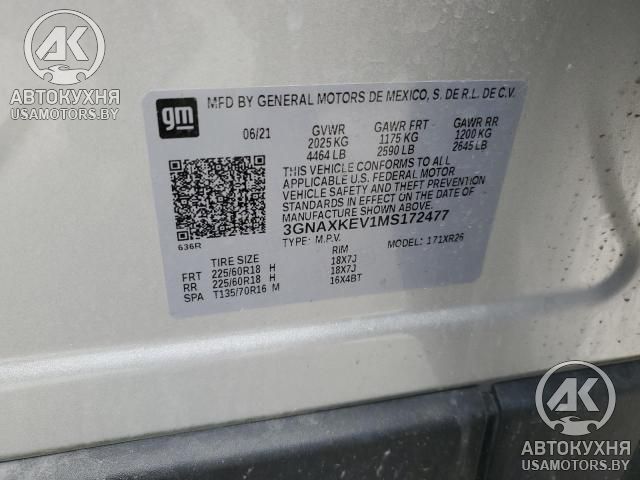 AK
АВТОКУХНЯ
USAMOTORS.BY
gm
MFD BY GENERAL MOTORS DE MEXICO, S. DE R.L. DE C.V.
06/21 GVWR GAWR FRT GAWR RR
2025 KG 1175 KG 1200 KG
4464 LB 2590 LB 2645 LB
THIS VEHICLE CONFORMS TO ALL
APPLICABLE U.S. FEDERAL MOTOR
VEHICLE SAFETY AND THEFT PREVENTION
STANDARDS IN EFFECT ON THE DATE OF
MANUFACTURE SHOWN ABOVE.
3GNAXKEV1MS172477
636R
TYPE: M.P.V. MODEL: 171XR26
TIRE SIZE RIM
FRT 225/60R18 H 18X7J
RR 225/60R18 H 18X7J
SPA T135/70R16 M 16X4BT
AK
АВТОКУХНЯ
USAMOTORS.BY